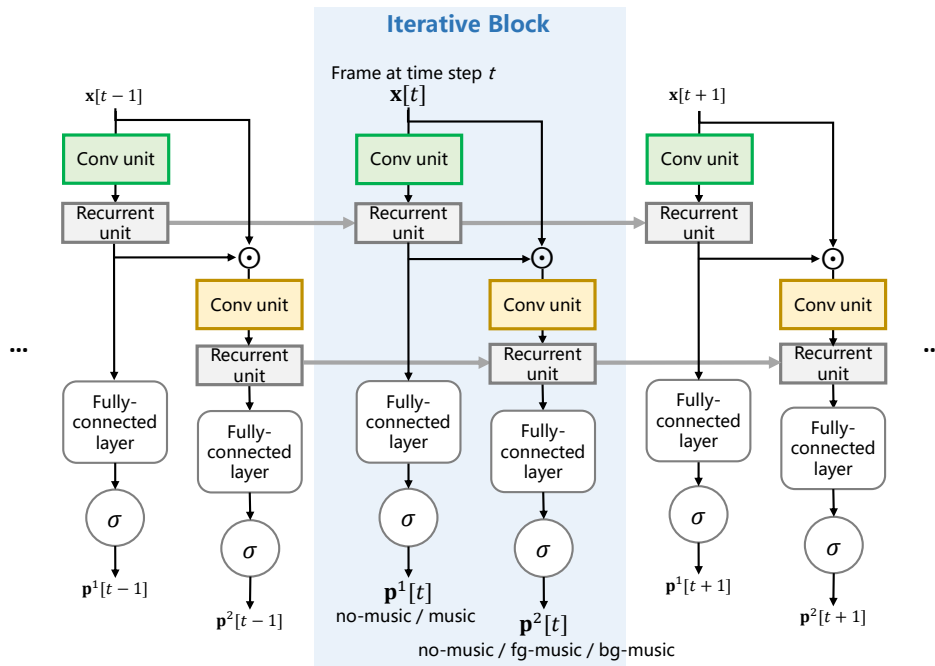 Iterative Block
Frame at time step t
x[t − 1]
x[t]
x[t + 1]
Conv unit
Conv unit
Conv unit
Recurrent
unit
Recurrent
unit
Recurrent
unit
Conv unit
Conv unit
Conv unit
...
..
Recurrent
unit
Recurrent
unit
Recurrent
unit
Fully-
connected
layer
Fully-
connected
layer
Fully-
connected
layer
Fully-
connected
layer
Fully-
connected
layer
Fully-
connected
layer
σ
σ
σ
σ
σ
σ
p¹[t − 1]
p²[t − 1]
p¹[t]
no-music / music
p²[t]
no-music / fg-music / bg-music
p¹[t + 1]
p²[t + 1]